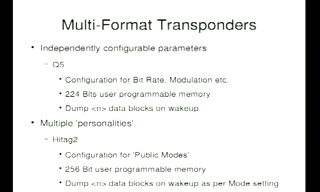 Multi-Format Transponders
• Independently configurable parameters
– Q5
• Configuration for Bit Rate, Modulation etc.
• 224 Bits user programmable memory
• Dump <n> data blocks on wakeup
• Multiple 'personalities'
– Hitag2
• Configuration for 'Public Modes'
• 256 Bit user programmable memory
• Dump <n> data blocks on wakeup as per Mode setting